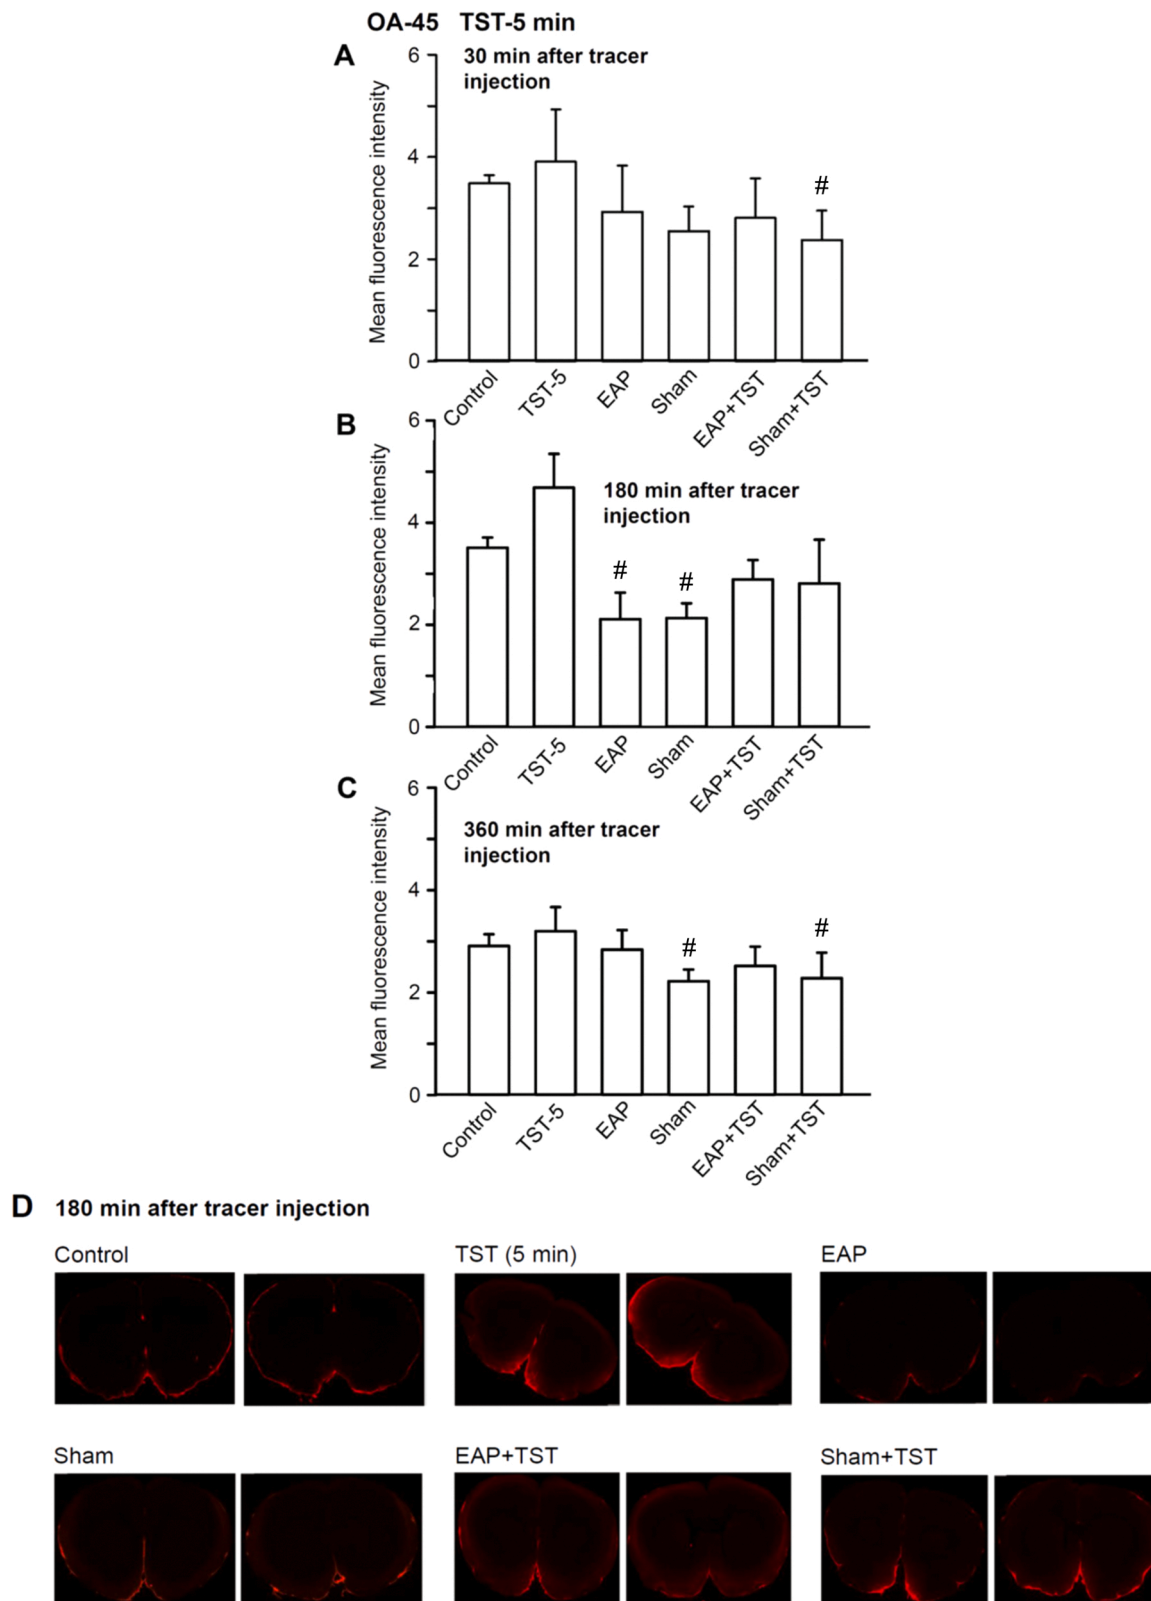 OA-45 TST-5 min
A
30 min after tracer
injection
Mean fluorescence intensity
6
4
2
0
#
Control
TST-5
EAP
Sham
EAP+TST
Sham+TST
B
180 min after tracer
injection
Mean fluorescence intensity
6
4
2
0
#
#
Control
TST-5
EAP
Sham
EAP+TST
Sham+TST
C
360 min after tracer
injection
Mean fluorescence intensity
6
4
2
0
#
#
Control
TST-5
EAP
Sham
EAP+TST
Sham+TST
D 180 min after tracer injection
Control
TST (5 min)
EAP
Sham
EAP+TST
Sham+TST